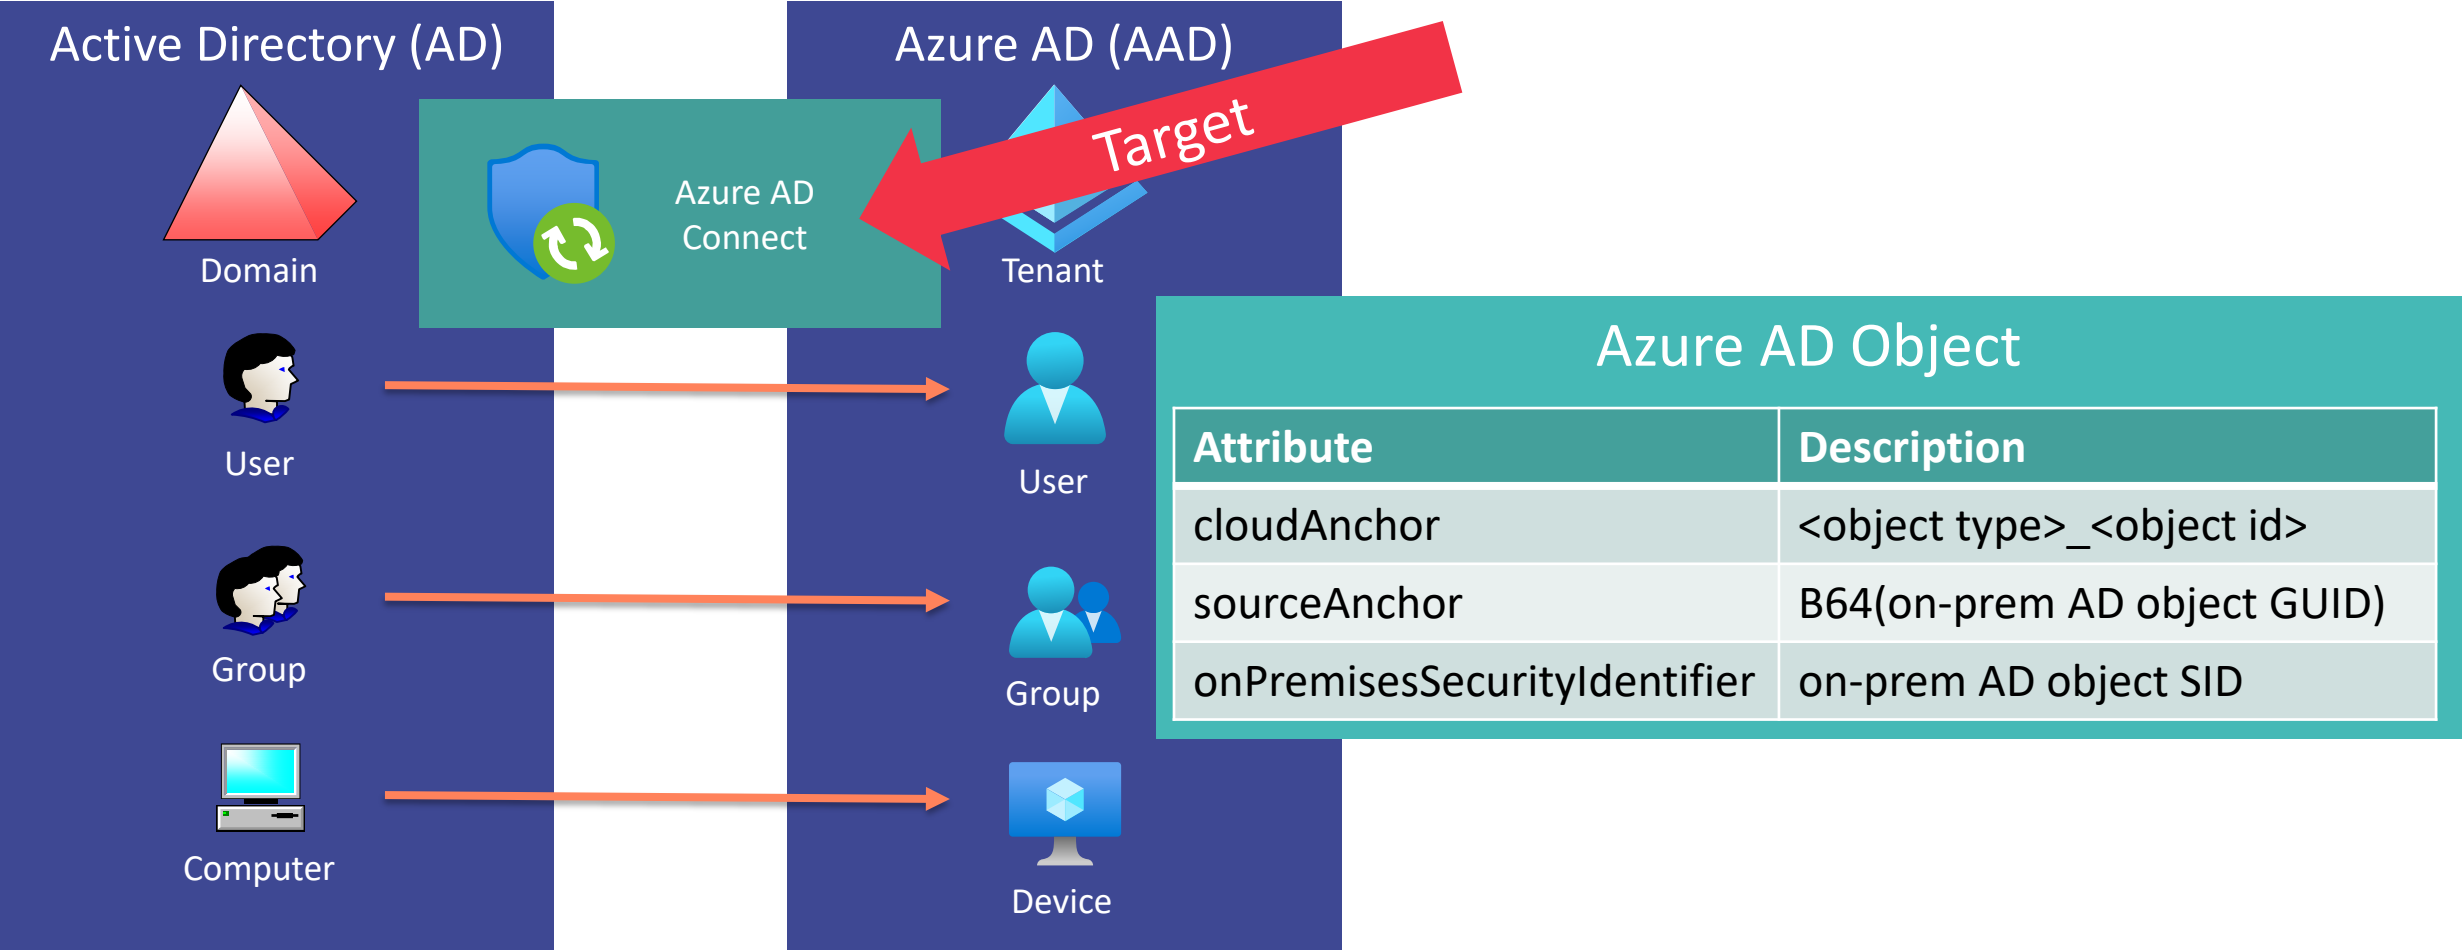 Active Directory (AD)
Domain
User
Group
Computer
Azure AD
Connect
Azure AD (AAD)
Target
Tenant
User
Group
Device
Azure AD Object
Attribute
Description
cloudAnchor
<object type>_<object id>
sourceAnchor
B64(on-prem AD object GUID)
onPremisesSecurityIdentifier
on-prem AD object SID